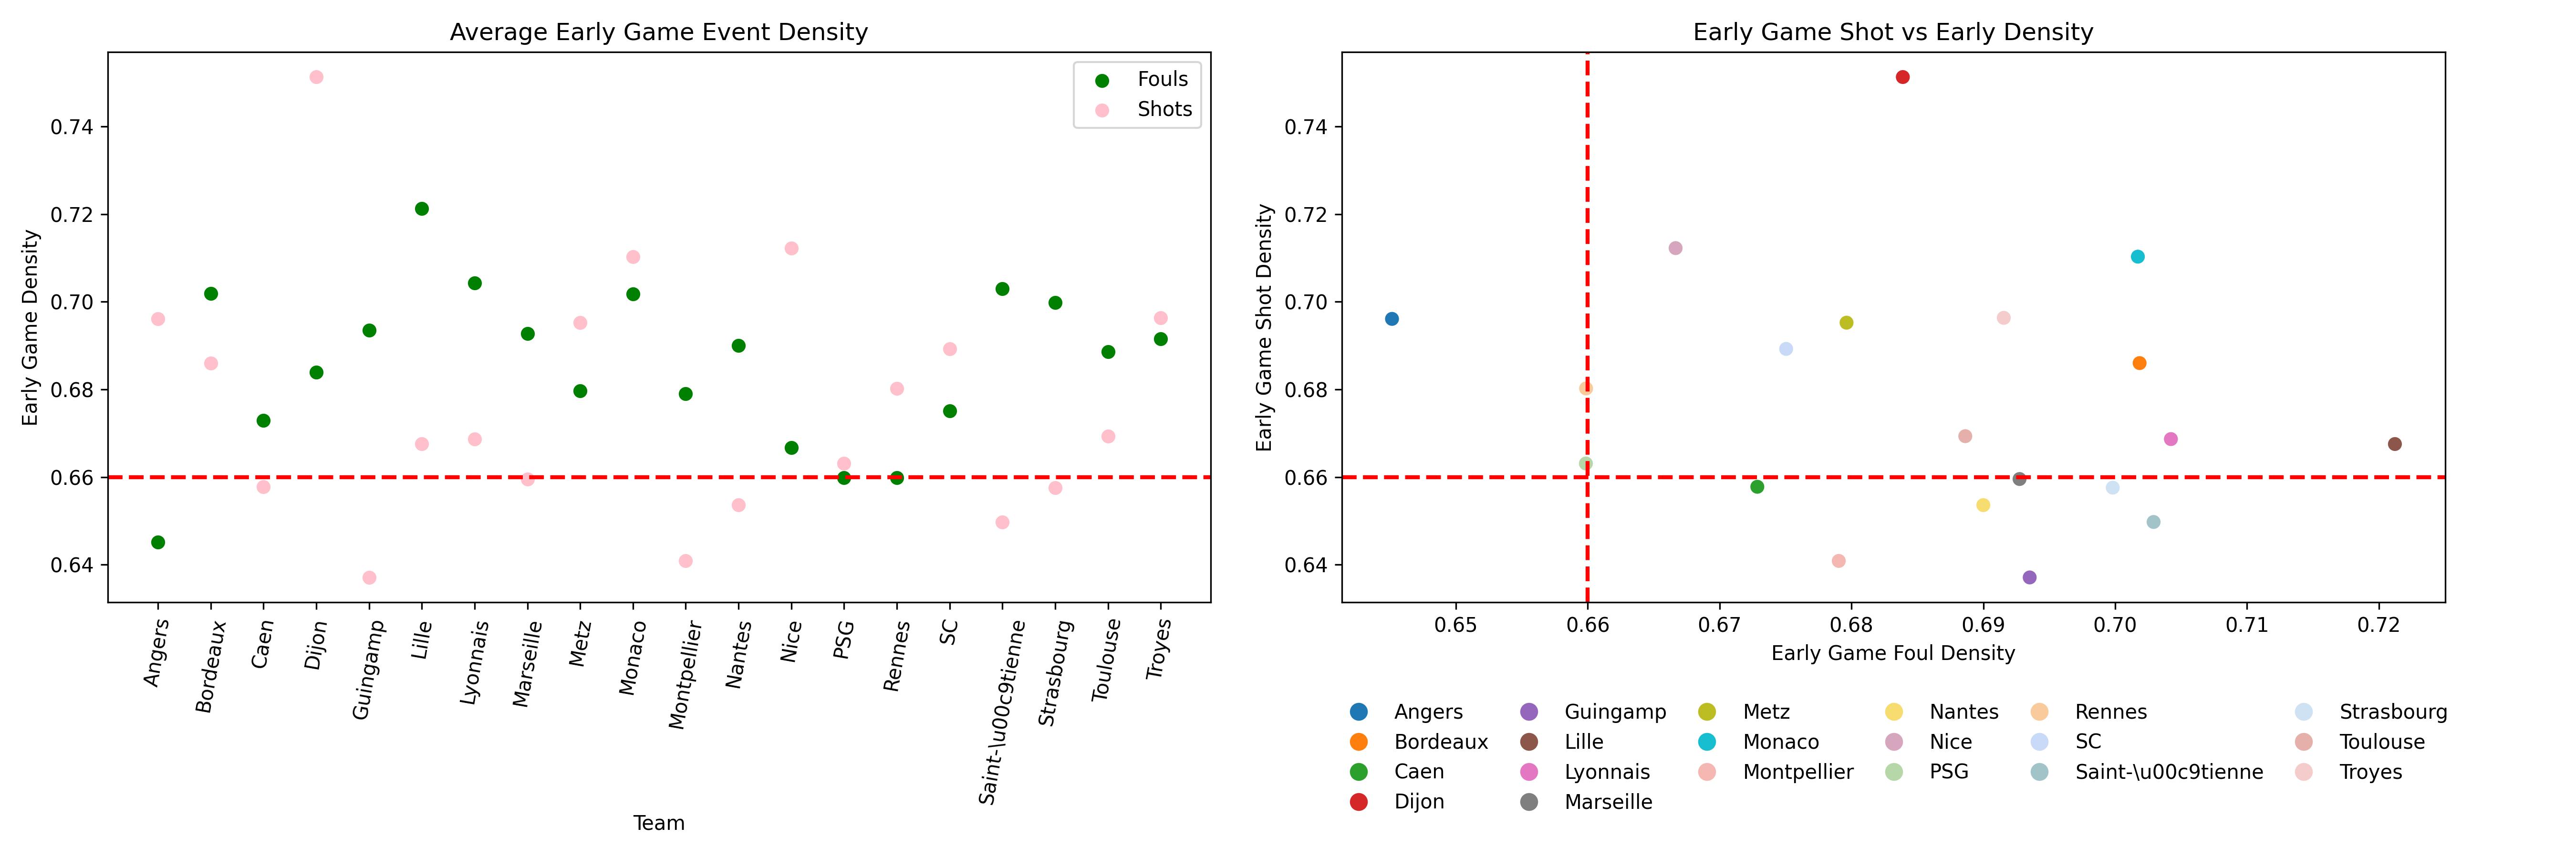 Average Early Game Event Density
Fouls
Shots
Early Game Density
0.74
0.72
0.70
0.68
0.66
0.64
Angers
Bordeaux
Caen
Dijon
Guingamp
Lille
Lyonnais
Marseille
Metz
Monaco
Montpellier
Nantes
Nice
PSG
Rennes
SC
Saint-\u00c9tienne
Strasbourg
Toulouse
Troyes
Team
Early Game Shot vs Early Density
Early Game Shot Density
0.74
0.72
0.70
0.68
0.66
0.64
0.65 0.66 0.67 0.68 0.69 0.70 0.71 0.72
Early Game Foul Density
Angers Guingamp Metz Nantes Rennes Strasbourg
Bordeaux Lille Monaco Nice SC Toulouse
Caen Lyonnais Montpellier PSG Saint-\u00c9tienne Troyes
Dijon Marseille